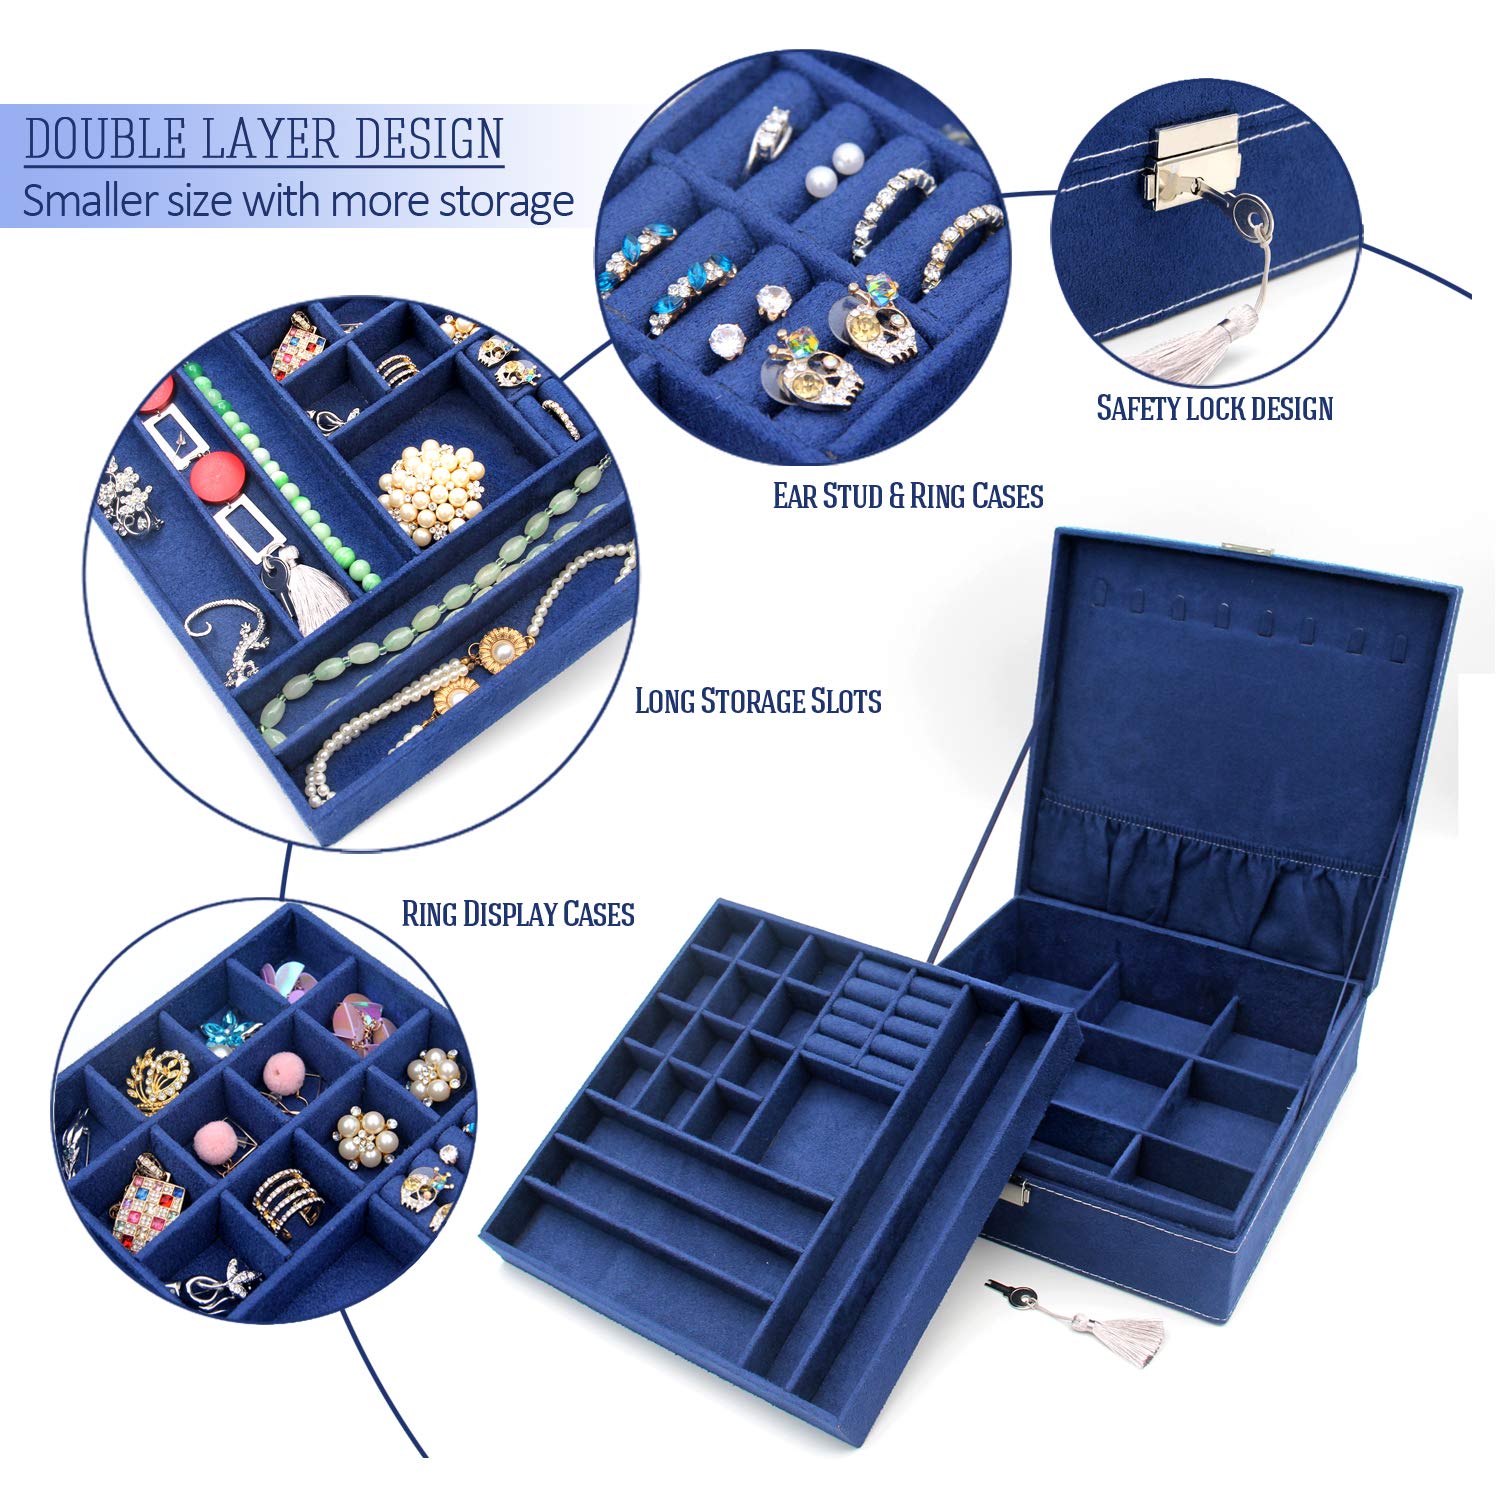 DOUBLE LAYER DESIGN
Smaller size with more storage
SAFETY LOCK DESIGN
EAR STUD & RING CASES
LONG STORAGE SLOTS
RING DISPLAY CASES